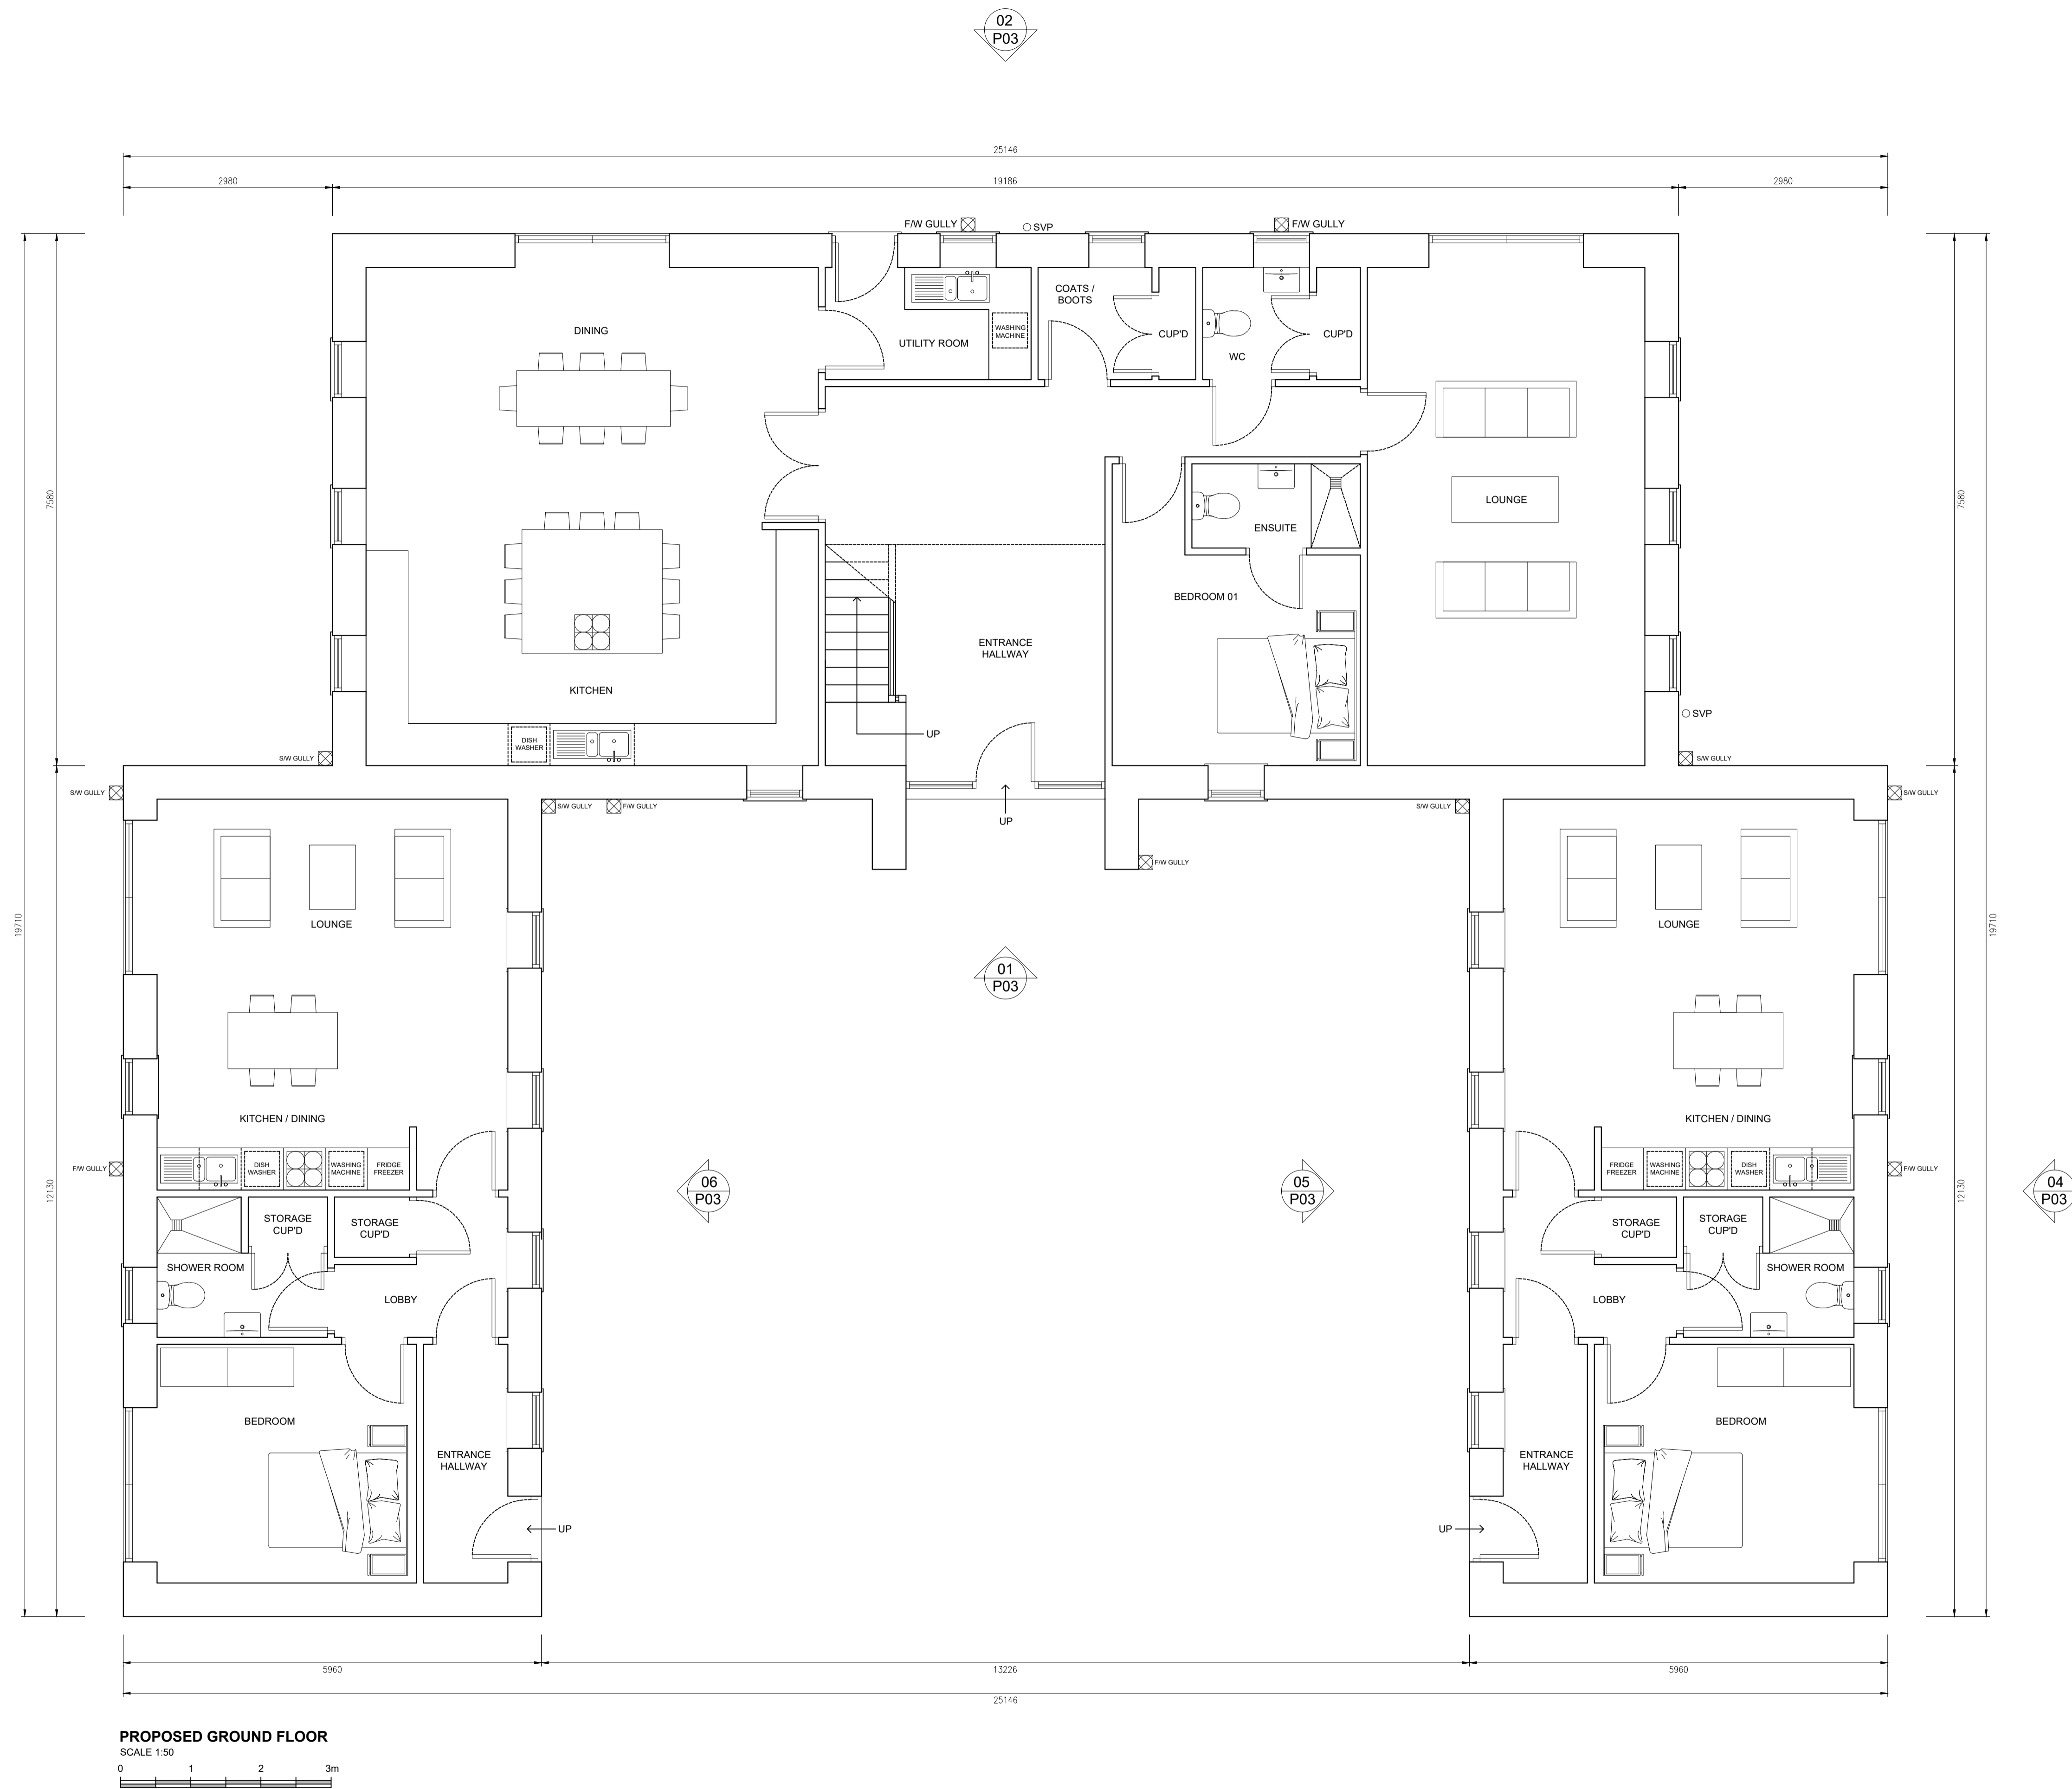 02
P03
25146
2980
19186
2980
F/W GULLY
SVP
F/W GULLY
COATS /
BOOTS
DINING
WASHING
MACHINE
UTILITY ROOM
CUP'D
WC
CUP'D
7580
LOUNGE
7580
ENSUITE
BEDROOM 01
ENTRANCE
HALLWAY
KITCHEN
SVP
UP
DISH
WASHER
S/W GULLY
S/W GULLY
S/W GULLY
S/W GULLY
S/W GULLY
F/W GULLY
UP
S/W GULLY
F/W GULLY
19710
LOUNGE
LOUNGE
19710
01
P03
KITCHEN / DINING
KITCHEN / DINING
DISH
WASHER
WASHING
MACHINE
FRIDGE
FREEZER
FRIDGE
FREEZER
WASHING
MACHINE
DISH
WASHER
F/W GULLY
F/W GULLY
12130
06
P03
05
P03
12130
04
P03
STORAGE
CUP'D
STORAGE
CUP'D
STORAGE
CUP'D
STORAGE
CUP'D
SHOWER ROOM
SHOWER ROOM
LOBBY
LOBBY
BEDROOM
BEDROOM
ENTRANCE
HALLWAY
ENTRANCE
HALLWAY
UP
UP
5960
13226
5960
25146
PROPOSED GROUND FLOOR
SCALE 1:50
0 1 2 3m